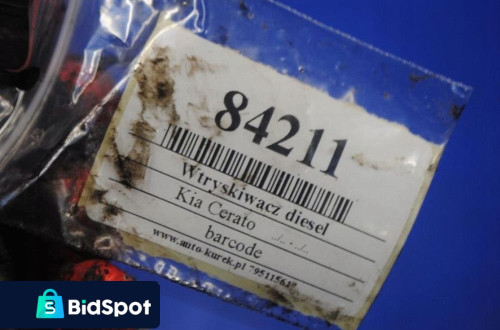 84211
Wtryskiwacz diesel
Kia Cerato
barcode
www.auto-kurek.pl
BidSpot